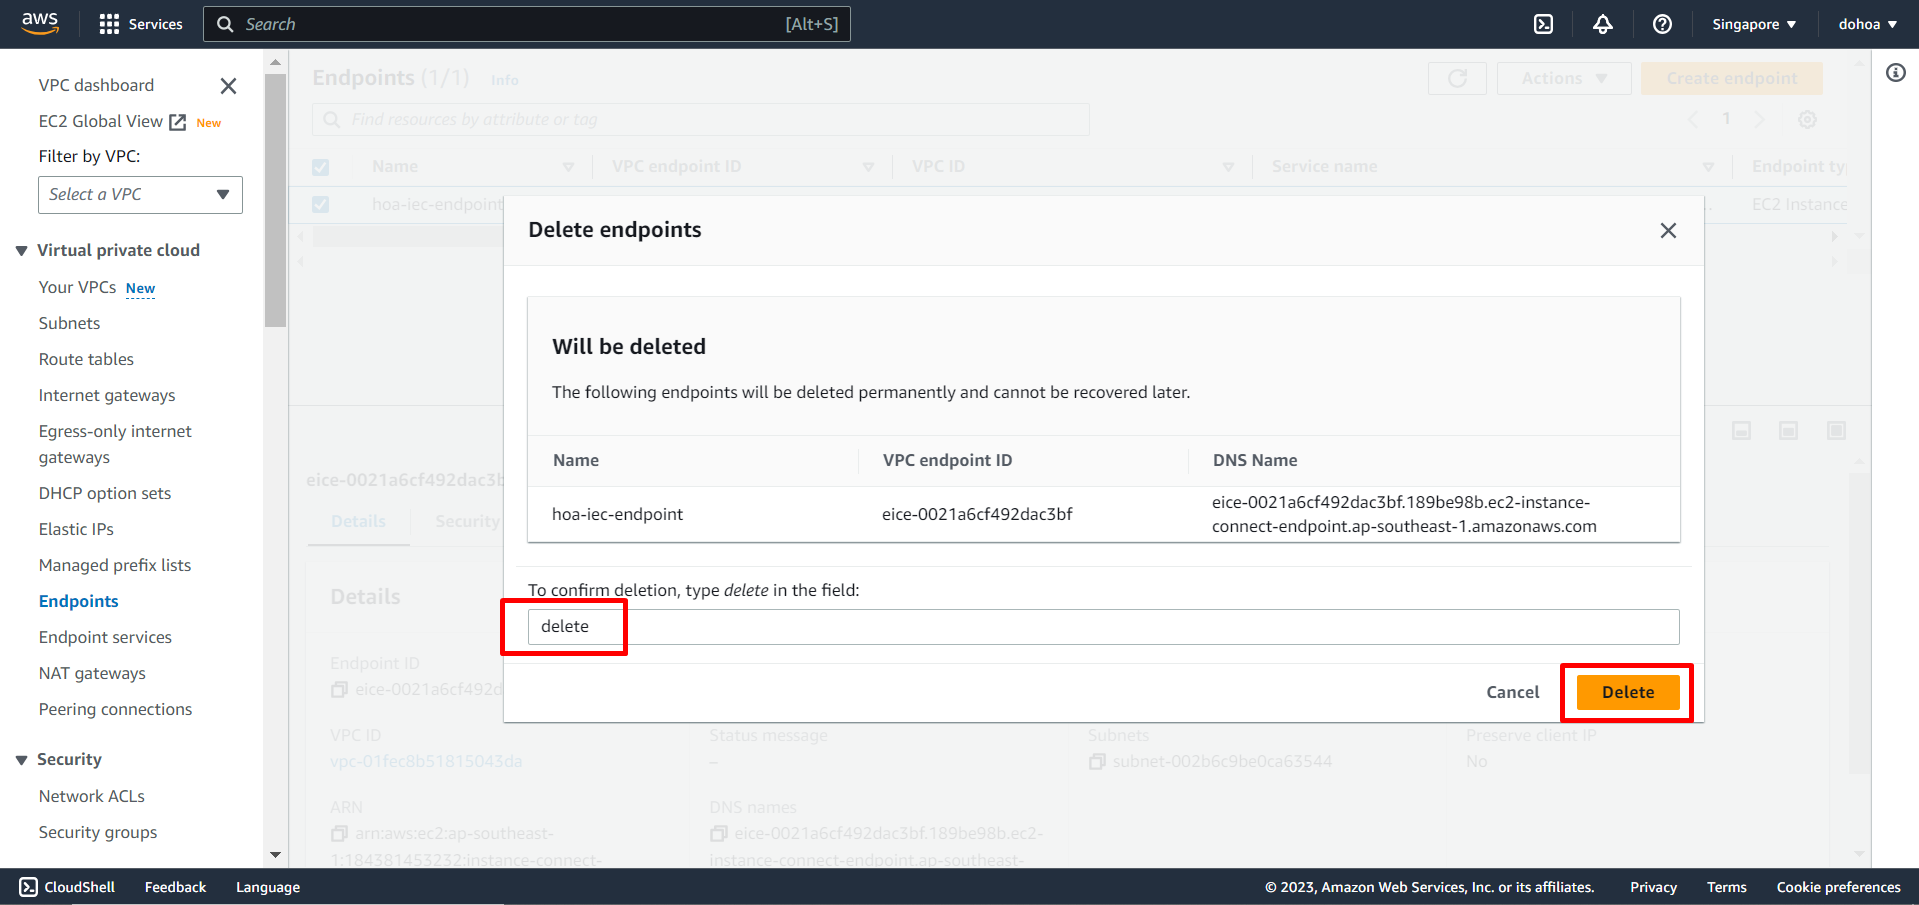 aws
Services
Search
[Alt+S]
Singapore
dohoa
VPC dashboard
EC2 Global View
New
Filter by VPC:
Select a VPC
Virtual private cloud
Your VPCs New
Subnets
Route tables
Internet gateways
Egress-only internet
gateways
DHCP option sets
Elastic IPs
Managed prefix lists
Endpoints
Endpoint services
NAT gateways
Peering connections
Security
Network ACLs
Security groups
Endpoints (1/1) Info
Actions
Create endpoint
Find resources by attribute or tag
1
Name
VPC endpoint ID
VPC ID
Service name
Endpoint ty
hoa-iec-endpoint
EC2 Instance
Delete endpoints
Will be deleted
The following endpoints will be deleted permanently and cannot be recovered later.
Name
VPC endpoint ID
DNS Name
hoa-iec-endpoint
eice-0021a6cf492dac3bf
eice-0021a6cf492dac3bf.189be98b.ec2-instance-
connect-endpoint.ap-southeast-1.amazonaws.com
To confirm deletion, type delete in the field:
delete
Cancel
Delete
eice-0021a6cf492dac3b
Details
Security
Details
Endpoint ID
eice-0021a6cf492d
VPC ID
vpc-01fec8b51815043da
Status message
–
Subnets
subnet-002b6c9be0ca63544
Preserve client IP
No
ARN
arn:aws:ec2:ap-southeast-
1:184381453232:instance-connect-
DNS names
eice-0021a6cf492dac3bf.189be98b.ec2-
instance-connect-endpoint.ap-southeast-
CloudShell
Feedback
Language
© 2023, Amazon Web Services, Inc. or its affiliates.
Privacy
Terms
Cookie preferences